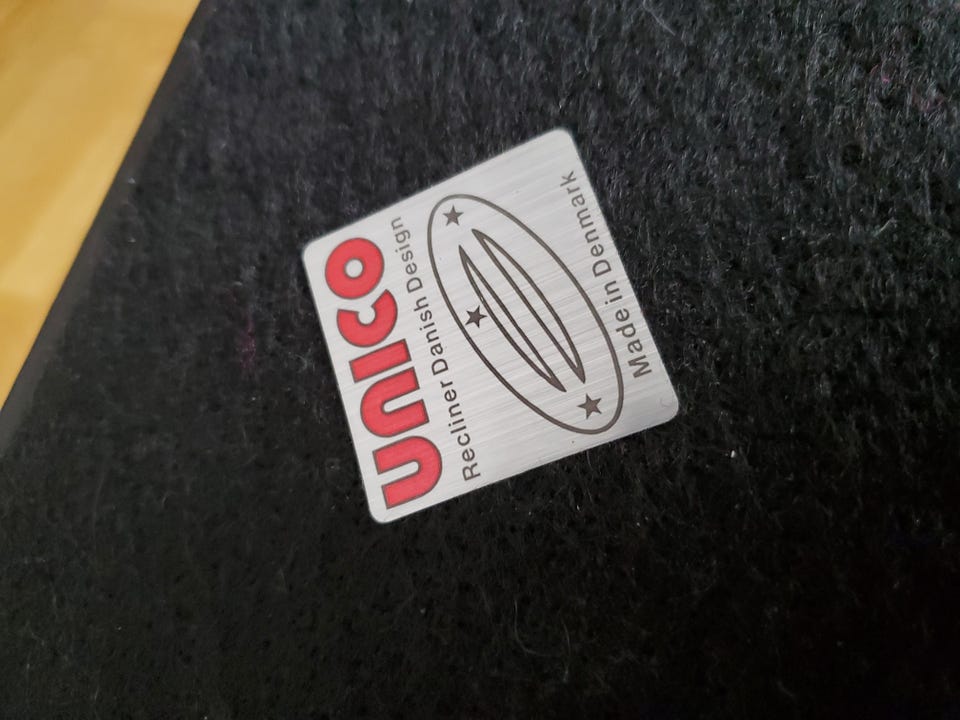 UNICO
Recliner Danish Design
Made in Denmark